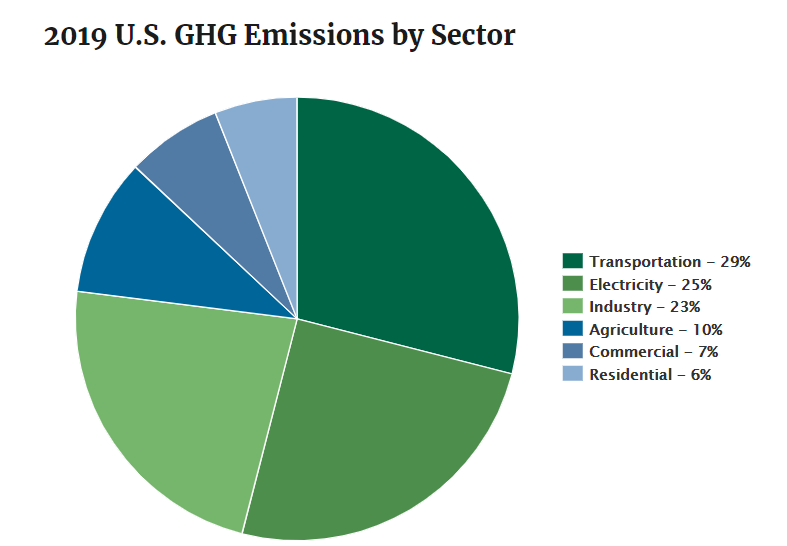 2019 U.S. GHG Emissions by Sector
Transportation – 29%
Electricity – 25%
Industry – 23%
Agriculture – 10%
Commercial – 7%
Residential – 6%